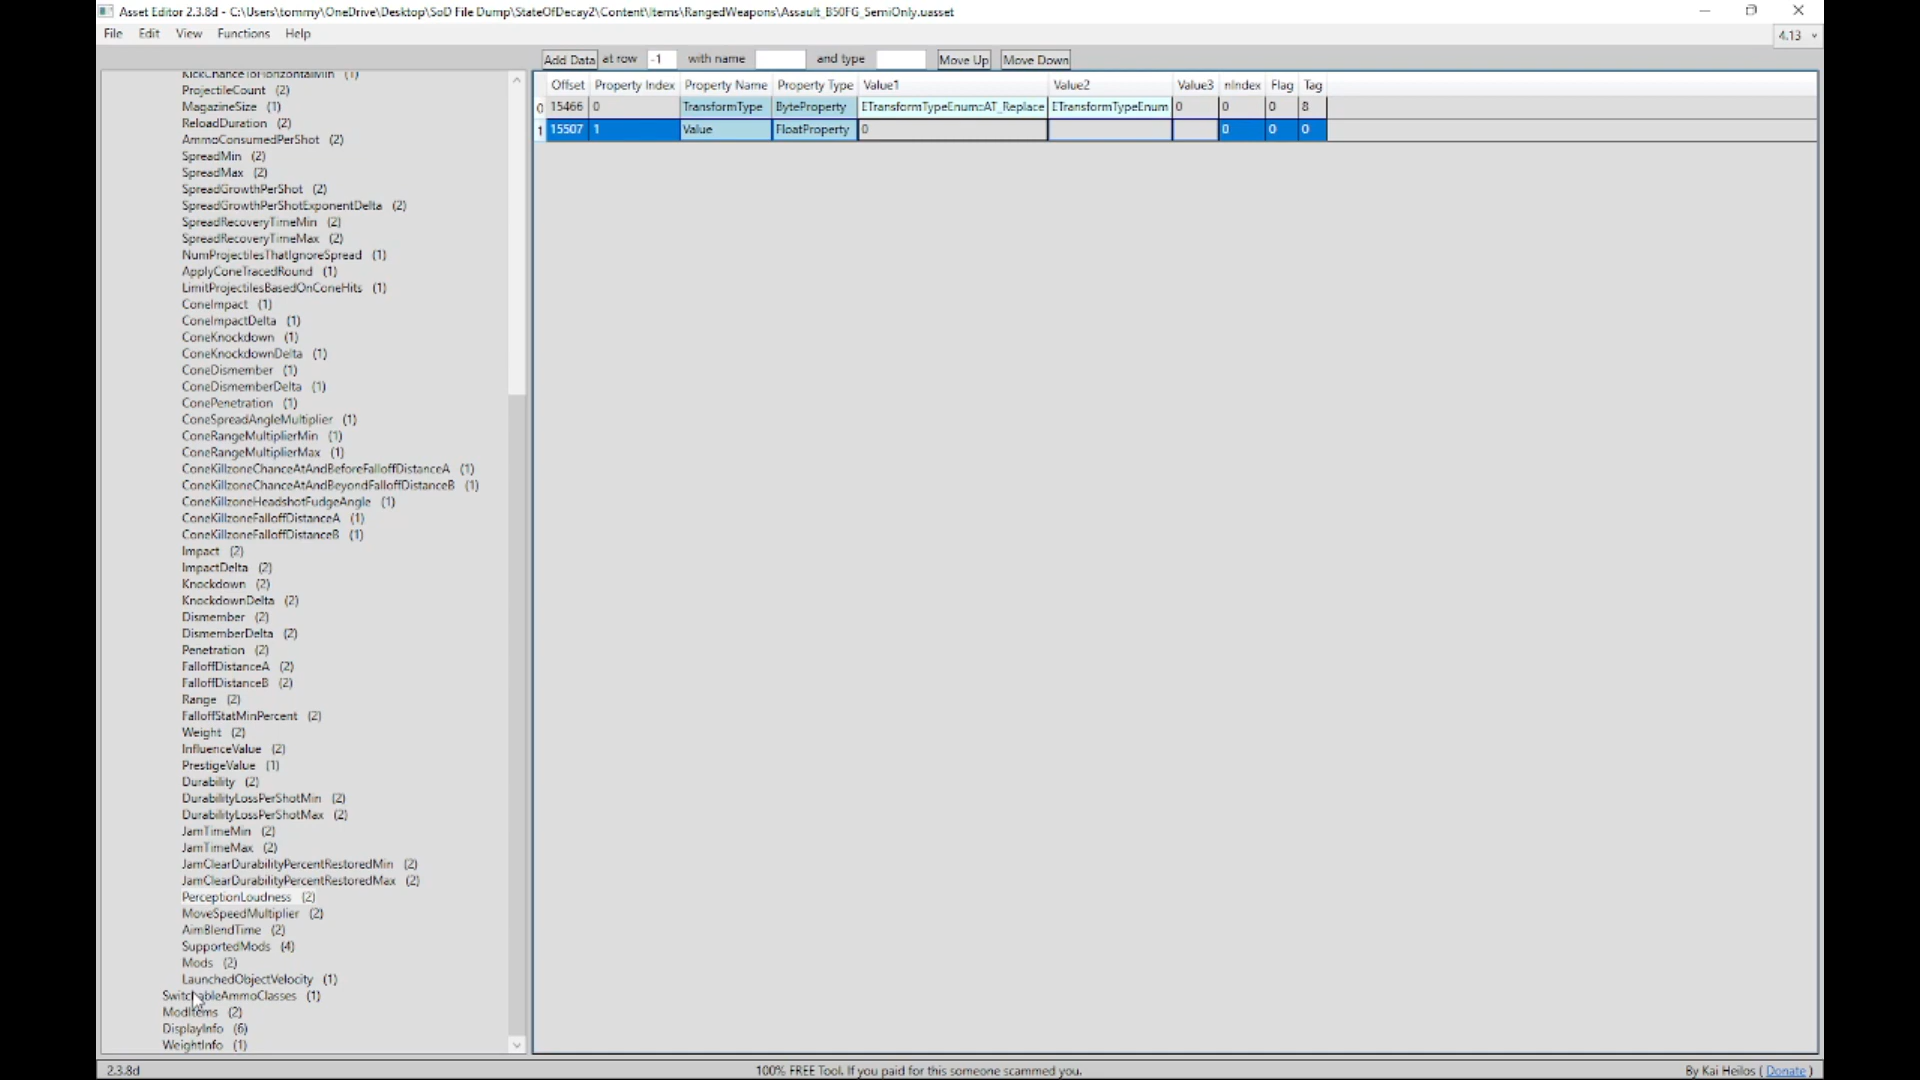 Asset Editor 2.3.8d - C:\Users\tommy\OneDrive\Desktop\SoD File Dump\StateOfDecay2\Content\Items\RangedWeapons\Assault_B50FG_SemiOnly.uasset
File Edit View Functions Help
4.13
Add Data at row -1 with name and type Move Up Move Down
KickChanceToHorizontalMin (1)
ProjectileCount (2)
MagazineSize (1)
ReloadDuration (2)
AmmoConsumedPerShot (2)
SpreadMin (2)
SpreadMax (2)
SpreadGrowthPerShot (2)
SpreadGrowthPerShotExponentDelta (2)
SpreadRecoveryTimeMin (2)
SpreadRecoveryTimeMax (2)
NumProjectilesThatIgnoreSpread (1)
ApplyConeTracedRound (1)
LimitProjectilesBasedOnConeHits (1)
ConeImpact (1)
ConeImpactDelta (1)
ConeKnockdown (1)
ConeKnockdownDelta (1)
ConeDismember (1)
ConeDismemberDelta (1)
ConePenetration (1)
ConeSpreadAngleMultiplier (1)
ConeRangeMultiplierMin (1)
ConeRangeMultiplierMax (1)
ConeKillzoneChanceAtAndBeforeFalloffDistanceA (1)
ConeKillzoneChanceAtAndBeyondFalloffDistanceB (1)
ConeKillzoneHeadshotFudgeAngle (1)
ConeKillzoneFalloffDistanceA (1)
ConeKillzoneFalloffDistanceB (1)
Impact (2)
ImpactDelta (2)
Knockdown (2)
KnockdownDelta (2)
Dismember (2)
DismemberDelta (2)
Penetration (2)
FalloffDistanceA (2)
FalloffDistanceB (2)
Range (2)
FalloffStatMinPercent (2)
Weight (2)
InfluenceValue (2)
PrestigeValue (1)
Durability (2)
DurabilityLossPerShotMin (2)
DurabilityLossPerShotMax (2)
JamTimeMin (2)
JamTimeMax (2)
JamClearDurabilityPercentRestoredMin (2)
JamClearDurabilityPercentRestoredMax (2)
PerceptionLoudness (2)
MoveSpeedMultiplier (2)
AimBlendTime (2)
SupportedMods (4)
Mods (2)
LaunchedObjectVelocity (1)
SwitchableAmmoClasses (1)
ModItems (2)
DisplayInfo (6)
WeightInfo (1)
Offset Property Index Property Name Property Type Value1 Value2 Value3 nIndex Flag Tag
0 15466 0 TransformType ByteProperty ETransformTypeEnum::AT_Replace ETransformTypeEnum 0 0 0 8
1 15507 1 Value FloatProperty 0 0 0 0
2.3.8d 100% FREE Tool. If you paid for this someone scammed you. By Kai Heilos ( Donate )